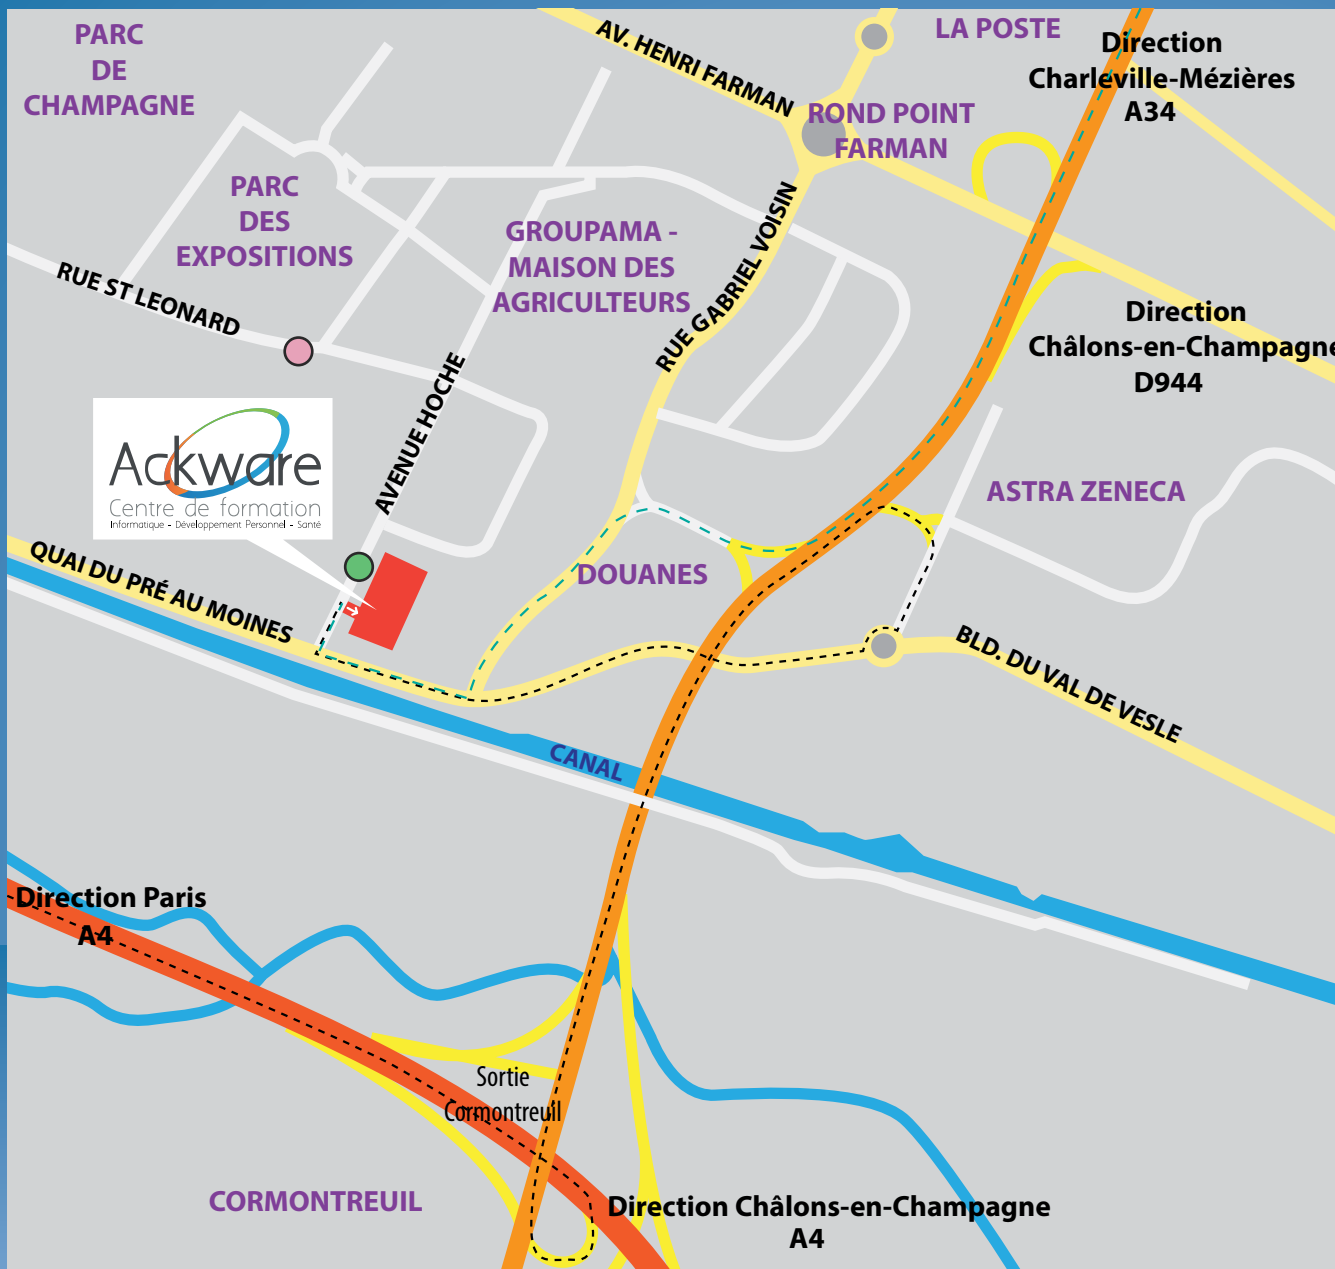 PARC
DE
CHAMPAGNE
AV. HENRI FARMAN
LA POSTE
Direction
Charleville-Mézières
A34
ROND POINT
FARMAN
PARC
DES
EXPOSITIONS
GROUPAMA -
MAISON DES
AGRICULTEURS
RUE GABRIEL VOISIN
RUE ST LEONARD
Direction
Châlons-en-Champagne
D944
AVENUE HOCHE
Ackware
Centre de formation
Informatique - Développement Personnel - Santé
ASTRA ZENECA
QUAI DU PRÉ AU MOINES
DOUANES
BLD. DU VAL DE VESLE
CANAL
Direction Paris
A4
Sortie
Cormontreuil
CORMONTREUIL
Direction Châlons-en-Champagne
A4